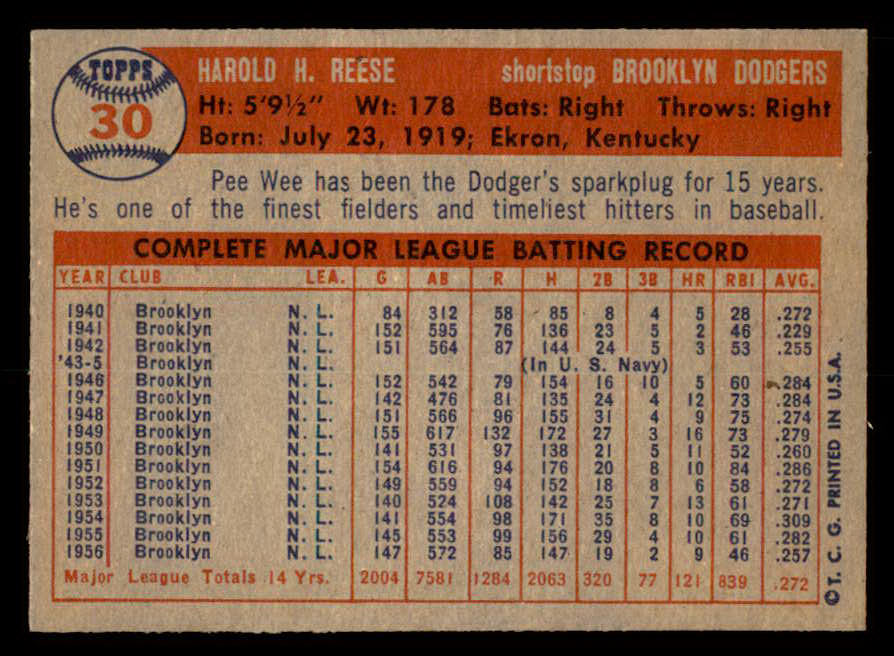 TOPPS
30
HAROLD H. REESE shortstop BROOKLYN DODGERS
Ht: 5'9½" Wt: 178 Bats: Right Throws: Right
Born: July 23, 1919; Ekron, Kentucky
Pee Wee has been the Dodger's sparkplug for 15 years.
He's one of the finest fielders and timeliest hitters in baseball.
COMPLETE MAJOR LEAGUE BATTING RECORD
YEAR CLUB LEA. G AB R H 2B 3B HR RBI AVG.
1940 Brooklyn N. L. 84 312 58 85 8 4 5 28 .272
1941 Brooklyn N. L. 152 595 76 136 23 5 2 46 .229
1942 Brooklyn N. L. 151 564 87 144 24 5 3 53 .255
'43-5 Brooklyn N. L. (In U. S. Navy)
1946 Brooklyn N. L. 152 542 79 154 16 10 5 60 .284
1947 Brooklyn N. L. 142 476 81 135 24 4 12 73 .284
1948 Brooklyn N. L. 151 566 96 155 31 4 9 75 .274
1949 Brooklyn N. L. 155 617 132 172 27 3 16 73 .279
1950 Brooklyn N. L. 141 531 97 138 21 5 11 52 .260
1951 Brooklyn N. L. 154 616 94 176 20 8 10 84 .286
1952 Brooklyn N. L. 149 559 94 152 18 8 6 58 .272
1953 Brooklyn N. L. 140 524 108 142 25 7 13 61 .271
1954 Brooklyn N. L. 141 554 98 171 35 8 10 69 .309
1955 Brooklyn N. L. 145 553 99 156 29 4 10 61 .282
1956 Brooklyn N. L. 147 572 85 147 19 2 9 46 .257
Major League Totals 14 Yrs. 2004 7581 1284 2063 320 77 121 839 .272
©T. C. G. PRINTED IN U.S.A.